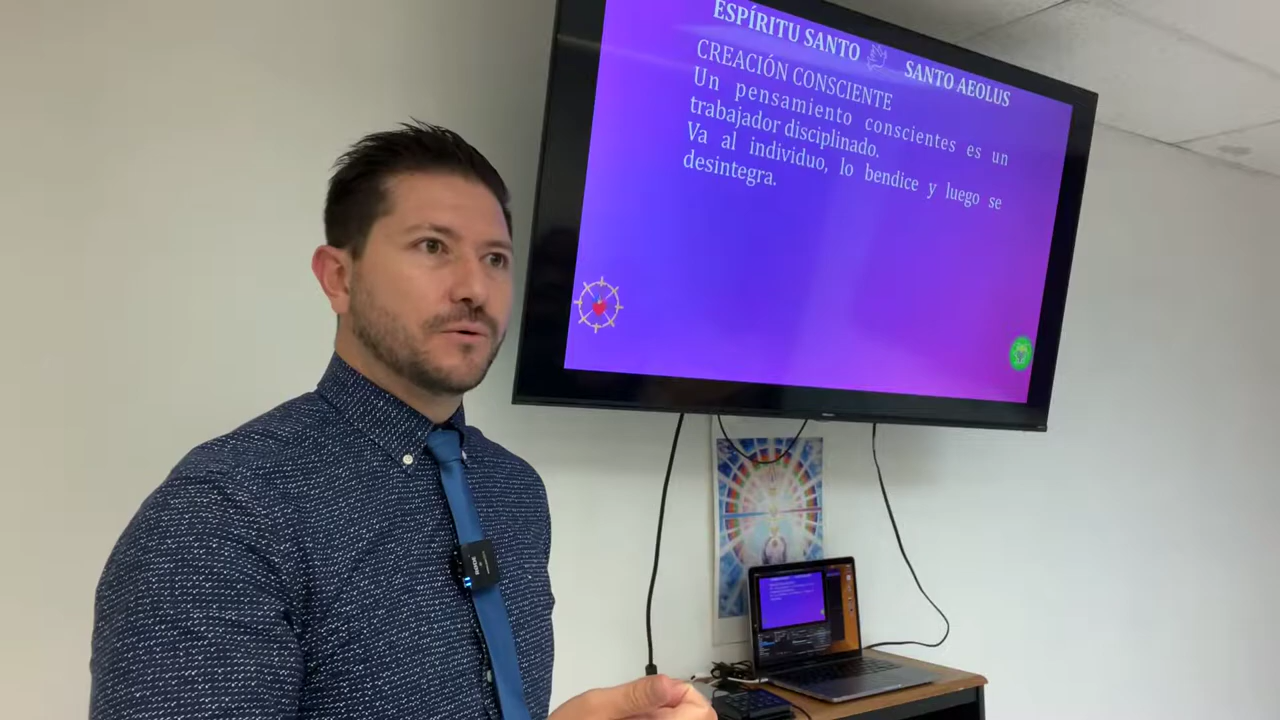 ESPÍRITU SANTO SANTO AEOLUS
CREACIÓN CONSCIENTE
Un pensamiento conscientes es un
trabajador disciplinado.
Va al individuo, lo bendice y luego se
desintegra.
RODE